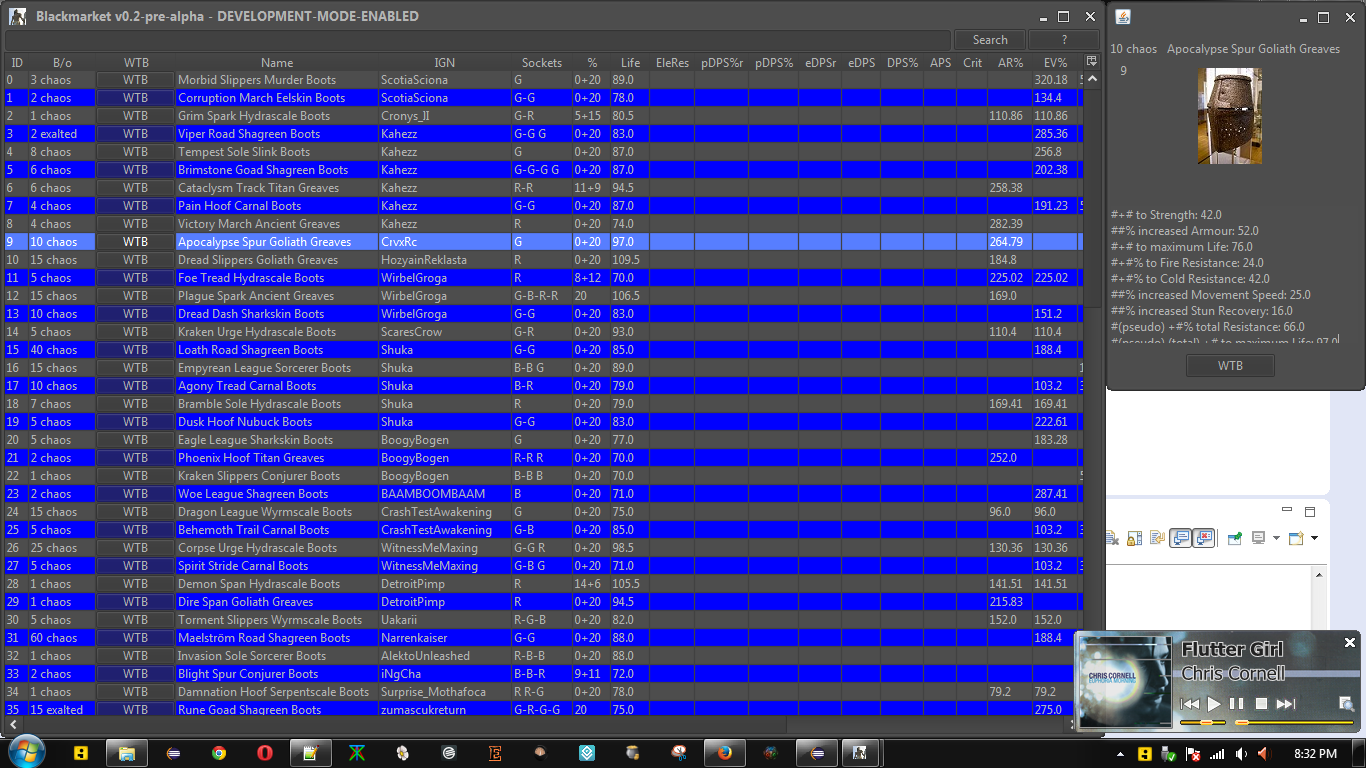 Blackmarket v0.2-pre-alpha - DEVELOPMENT-MODE-ENABLED
Search ?
ID B/o WTB Name IGN Sockets % Life EleRes pDPS%r pDPS% eDPSr eDPS DPS% APS Crit AR% EV%
0 3 chaos WTB Morbid Slippers Murder Boots ScotiaSciona G 0+20 89.0 320.18
1 2 chaos WTB Corruption March Eelskin Boots ScotiaSciona G-G 0+20 78.0 134.4
2 1 chaos WTB Grim Spark Hydrascale Boots Cronys_II G-R 5+15 80.5 110.86 110.86
3 2 exalted WTB Viper Road Shagreen Boots Kahezz G-G G 0+20 83.0 285.36
4 8 chaos WTB Tempest Sole Slink Boots Kahezz G 0+20 87.0 256.8
5 6 chaos WTB Brimstone Goad Shagreen Boots Kahezz G-G-G G 0+20 87.0 202.38
6 6 chaos WTB Cataclysm Track Titan Greaves Kahezz R-R 11+9 94.5 258.38
7 4 chaos WTB Pain Hoof Carnal Boots Kahezz G-G 0+20 87.0 191.23
8 4 chaos WTB Victory March Ancient Greaves Kahezz R 0+20 74.0 282.39
9 10 chaos WTB Apocalypse Spur Goliath Greaves CrvxRc G 0+20 97.0 264.79
10 15 chaos WTB Dread Slippers Goliath Greaves HozyainReklasta R 0+20 109.5 184.8
11 5 chaos WTB Foe Tread Hydrascale Boots WirbelGroga R 8+12 70.0 225.02 225.02
12 15 chaos WTB Plague Spark Ancient Greaves WirbelGroga G-B-R-R 20 106.5 169.0
13 10 chaos WTB Dread Dash Sharkskin Boots WirbelGroga G-G 0+20 83.0 151.2
14 5 chaos WTB Kraken Urge Hydrascale Boots ScaresCrow G-R 0+20 93.0 110.4 110.4
15 40 chaos WTB Loath Road Shagreen Boots Shuka G-G 0+20 84.0 188.4
16 15 chaos WTB Empyrean League Sorcerer Boots Shuka B-B G 0+20 89.0
17 10 chaos WTB Agony Tread Carnal Boots Shuka B-R 0+20 79.0 103.2
18 7 chaos WTB Bramble Sole Hydrascale Boots Shuka R 0+20 79.0 169.41 169.41
19 5 chaos WTB Dusk Hoof Nubuck Boots Shuka G-G 0+20 83.0 222.61
20 5 chaos WTB Eagle League Sharkskin Boots BoogyBogen G 0+20 77.0 183.28
21 2 chaos WTB Phoenix Hoof Titan Greaves BoogyBogen R-R R 0+20 70.0 252.0
22 1 chaos WTB Kraken Slippers Conjurer Boots BoogyBogen B-B B 0+20 70.0
23 2 chaos WTB Woe League Shagreen Boots BAAMBOOMBAAM B 0+20 71.0 287.41
24 15 chaos WTB Dragon League Wyrmscale Boots CrashTestAwakening G 0+20 75.0 96.0 96.0
25 5 chaos WTB Behemoth Trail Carnal Boots CrashTestAwakening G-B 0+20 85.0 103.2
26 25 chaos WTB Corpse Urge Hydrascale Boots WitnessMeMaxing G-G R 0+20 98.5 130.36 130.36
27 5 chaos WTB Spirit Stride Carnal Boots WitnessMeMaxing G-B G 0+20 71.0 103.2
28 1 chaos WTB Demon Span Hydrascale Boots DetroitPimp R 14+6 105.5 141.51 141.51
29 1 chaos WTB Dire Span Goliath Greaves DetroitPimp R 0+20 94.5 215.83
30 5 chaos WTB Torment Slippers Wyrmscale Boots Uakarii R-G-B 0+20 82.0 152.0 152.0
31 60 chaos WTB Maelström Road Shagreen Boots Narrenkaiser G-G 0+20 88.0 188.4
32 1 chaos WTB Invasion Sole Sorcerer Boots AlektoUnleashed R-B-B 0+20 88.0
33 2 chaos WTB Blight Spur Conjurer Boots iNgCha B-B-R 9+11 72.0
34 1 chaos WTB Damnation Hoof Serpentscale Boots Surprise_Mothafoca R R-G 0+20 78.0 79.2 79.2
35 15 exalted WTB Rune Goad Shagreen Boots zumascukreturn G-R-G-G 20 75.0 275.0
10 chaos Apocalypse Spur Goliath Greaves
9
#+# to Strength: 42.0
##% increased Armour: 52.0
#+# to maximum Life: 76.0
#+#% to Fire Resistance: 24.0
#+#% to Cold Resistance: 42.0
##% increased Movement Speed: 25.0
##% increased Stun Recovery: 16.0
#(pseudo) +#% total Resistance: 66.0
#(pseudo) (total) +# to maximum Life: 97.0
WTB
Flutter Girl
Chris Cornell
CHRIS CORNELL
EUPHORIA MORNING
8:32 PM